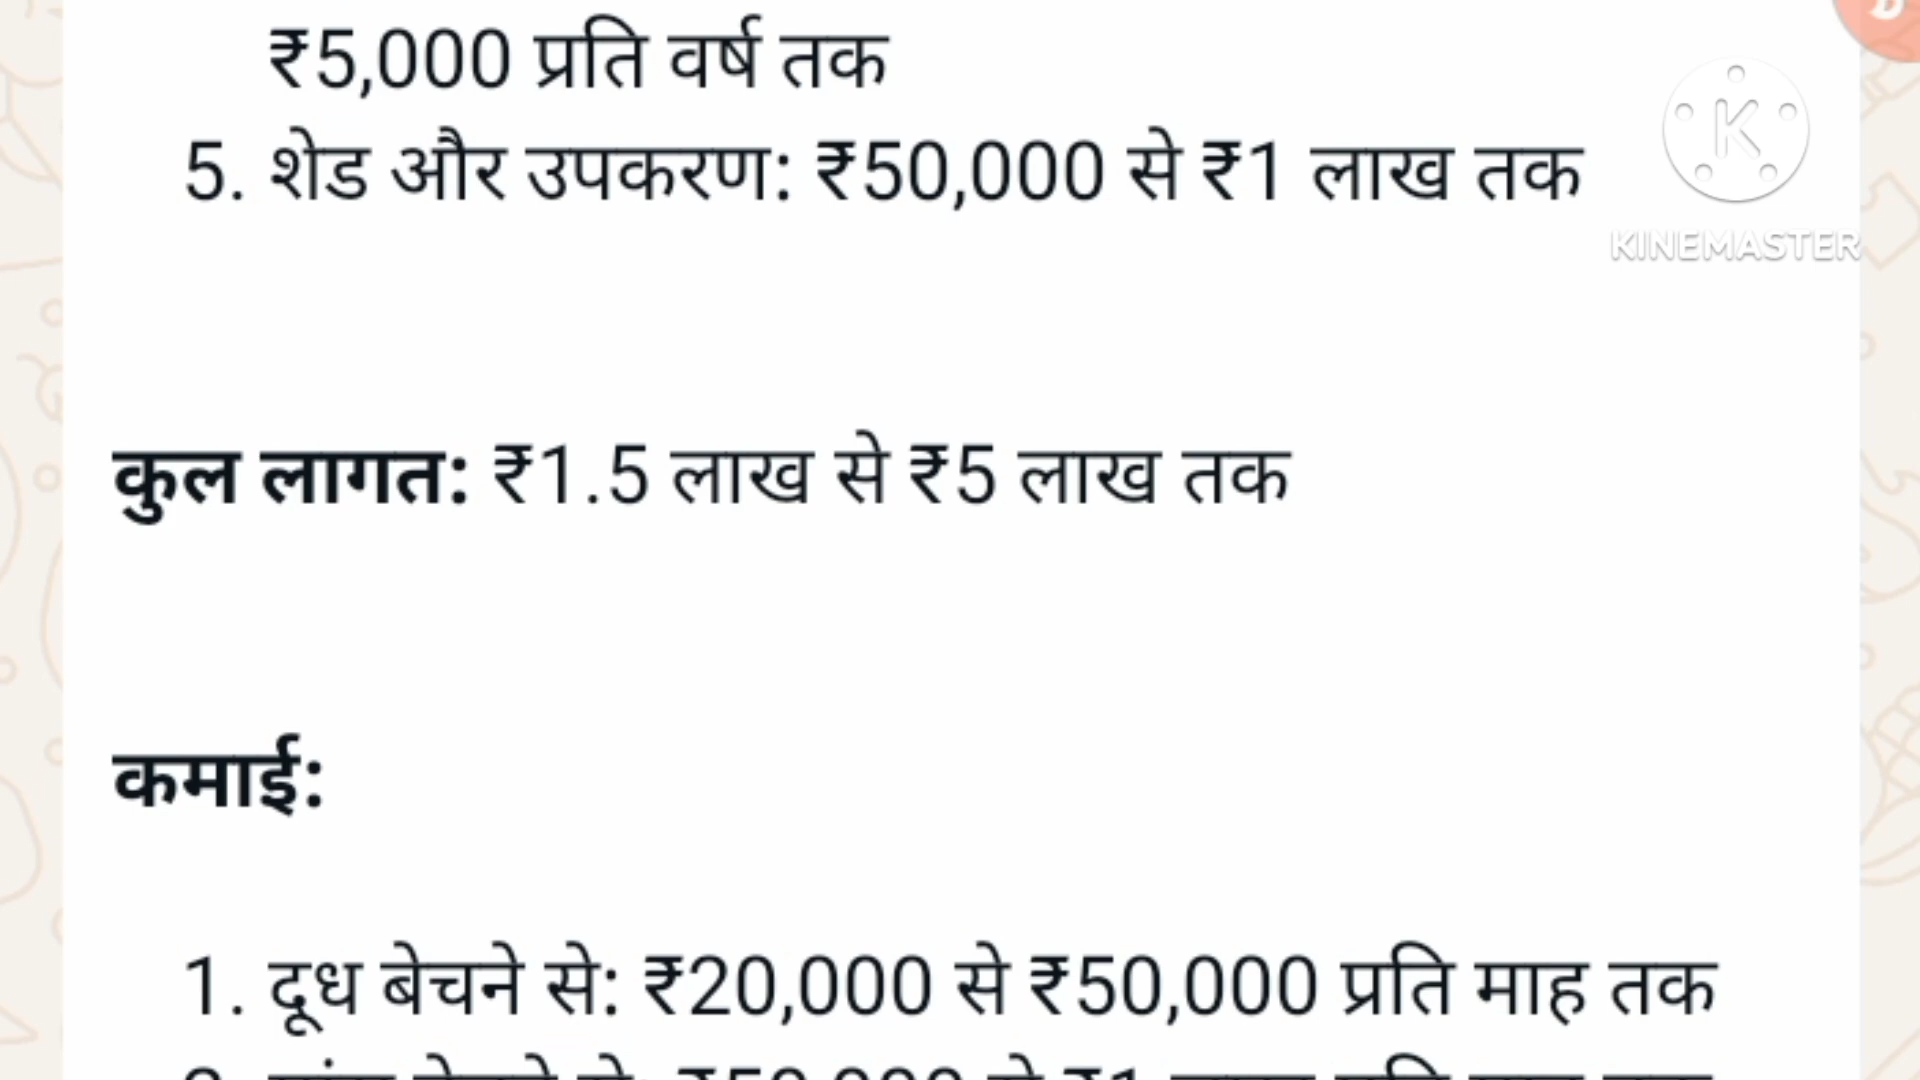 ₹5,000 प्रति वर्ष तक
5. शेड और उपकरण: ₹50,000 से ₹1 लाख तक
KINEMASTER
कुल लागत: ₹1.5 लाख से ₹5 लाख तक
कमाई:
1. दूध बेचने से: ₹20,000 से ₹50,000 प्रति माह तक